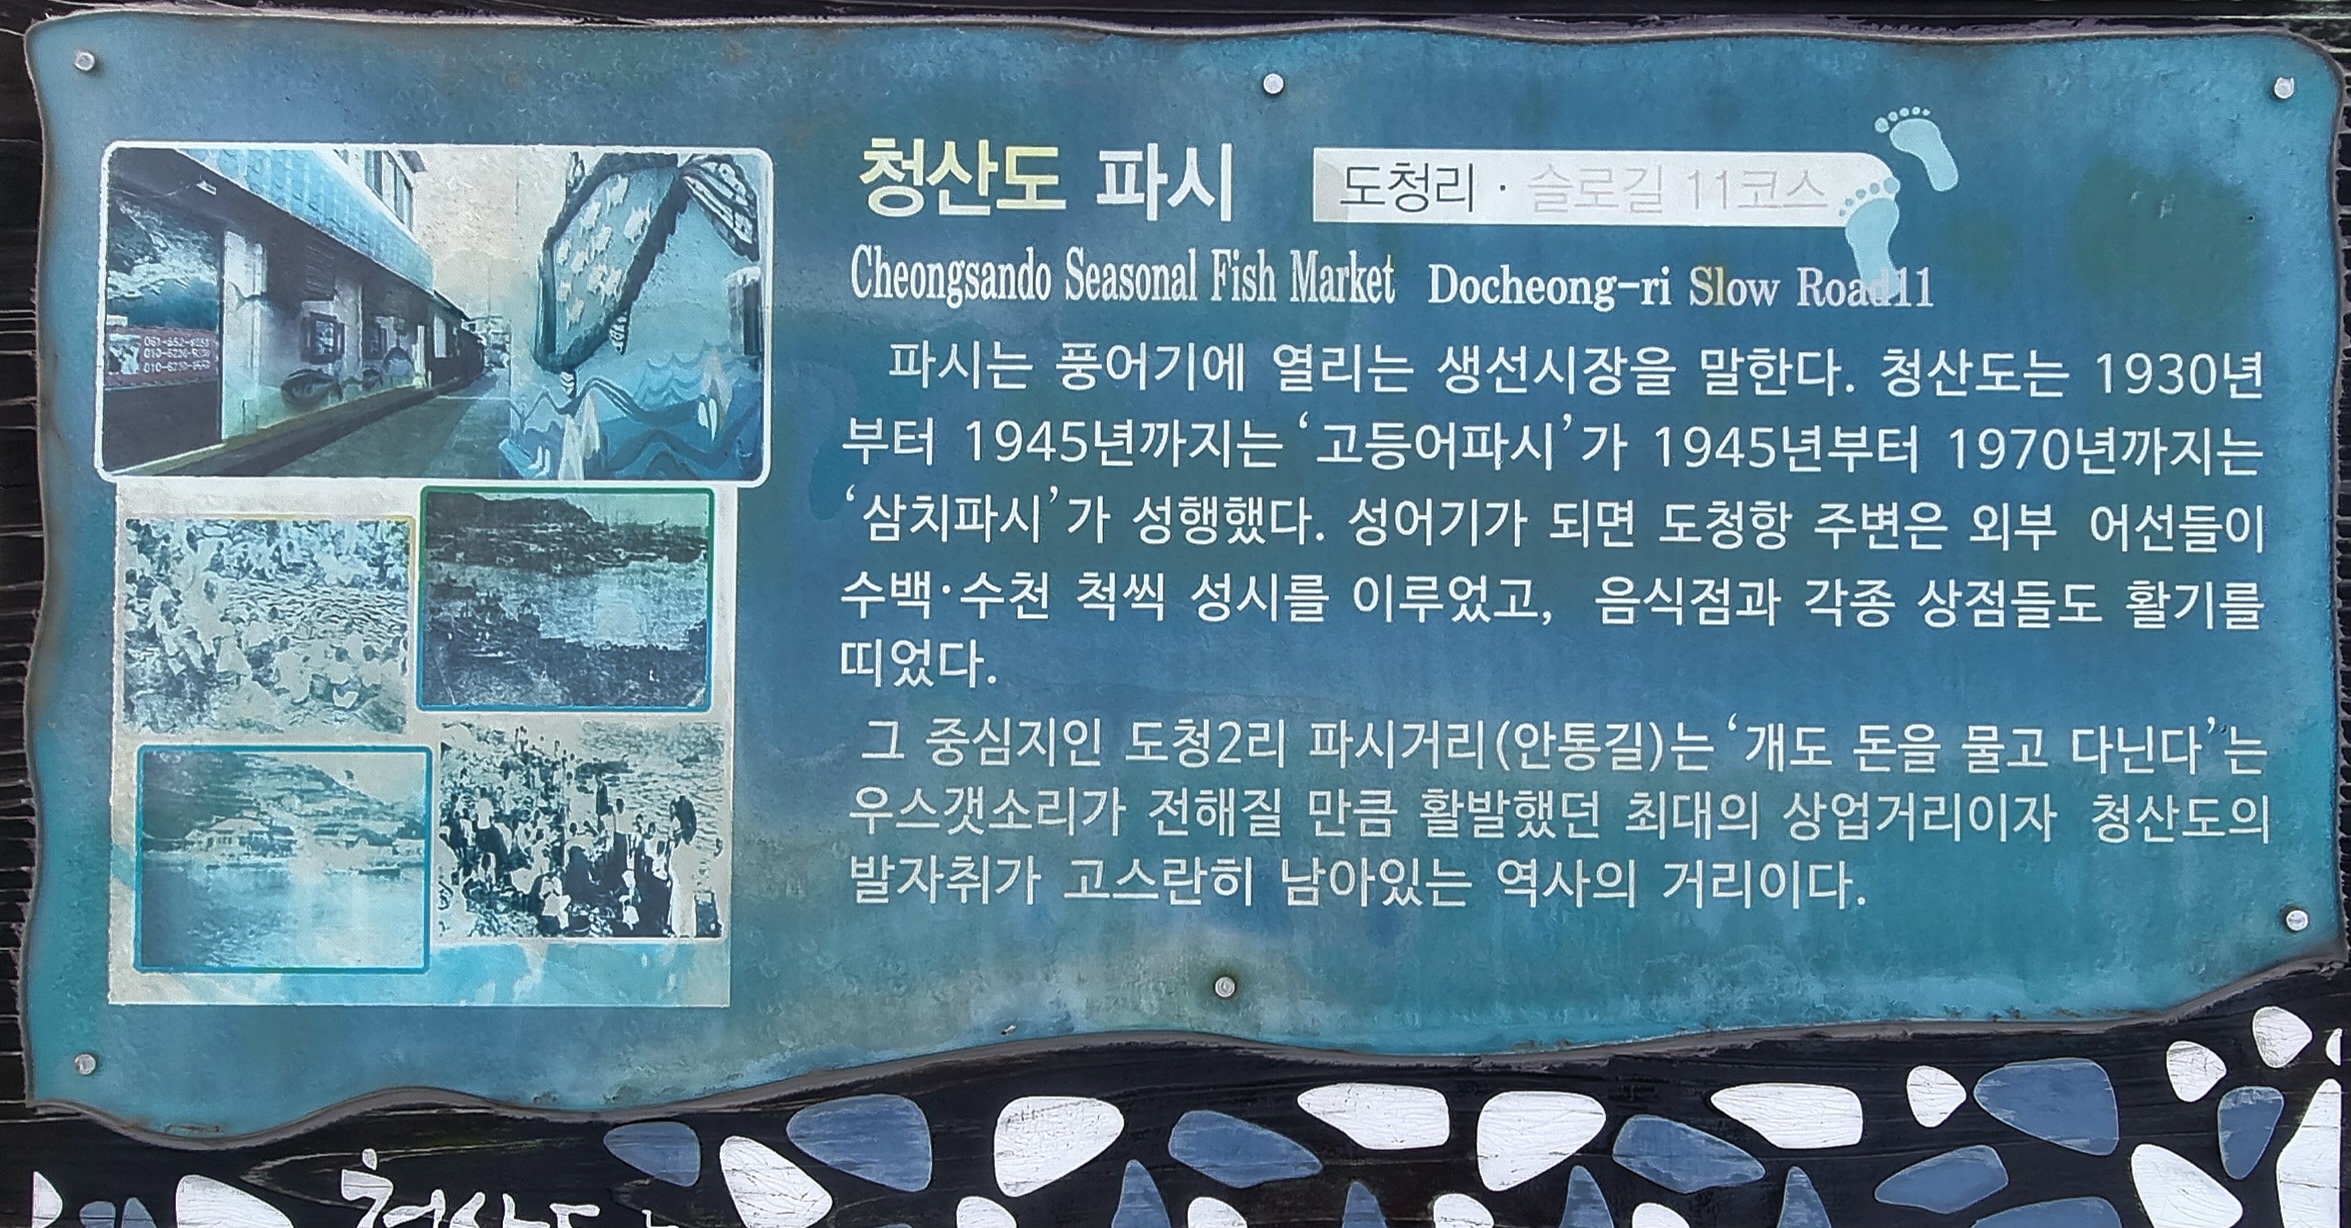 청산도 파시 도청리 · 슬로길 11코스
Cheongsando Seasonal Fish Market Docheong-ri Slow Road11
파시는 풍어기에 열리는 생선시장을 말한다. 청산도는 1930년
부터 1945년까지는 ‘고등어파시’가 1945년부터 1970년까지는
‘삼치파시’가 성행했다. 성어기가 되면 도청항 주변은 외부 어선들이
수백·수천 척씩 성시를 이루었고, 음식점과 각종 상점들도 활기를
띠었다.
그 중심지인 도청2리 파시거리(안통길)는 ‘개도 돈을 물고 다닌다’는
우스갯소리가 전해질 만큼 활발했던 최대의 상업거리이자 청산도의
발자취가 고스란히 남아있는 역사의 거리이다.